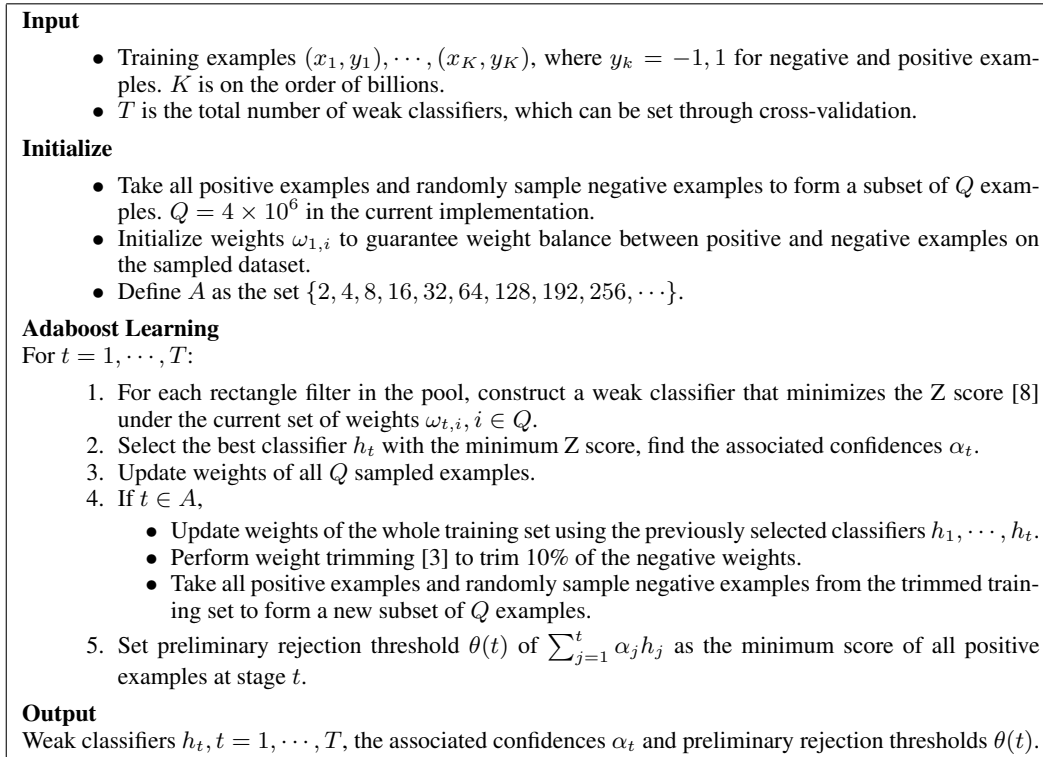 Input
• Training examples (x₁, y₁), ⋯ , (x_K, y_K), where y_k = −1, 1 for negative and positive exam-
ples. K is on the order of billions.
• T is the total number of weak classifiers, which can be set through cross-validation.
Initialize
• Take all positive examples and randomly sample negative examples to form a subset of Q exam-
ples. Q = 4 × 10⁶ in the current implementation.
• Initialize weights ω₁,ᵢ to guarantee weight balance between positive and negative examples on
the sampled dataset.
• Define A as the set {2, 4, 8, 16, 32, 64, 128, 192, 256, ⋯}.
Adaboost Learning
For t = 1, ⋯ , T:
1. For each rectangle filter in the pool, construct a weak classifier that minimizes the Z score [8]
under the current set of weights ω_{t,i}, i ∈ Q.
2. Select the best classifier h_t with the minimum Z score, find the associated confidences α_t.
3. Update weights of all Q sampled examples.
4. If t ∈ A,
• Update weights of the whole training set using the previously selected classifiers h₁, ⋯ , h_t.
• Perform weight trimming [3] to trim 10% of the negative weights.
• Take all positive examples and randomly sample negative examples from the trimmed train-
ing set to form a new subset of Q examples.
5. Set preliminary rejection threshold θ(t) of ∑_{j=1}^{t} α_j h_j as the minimum score of all positive
examples at stage t.
Output
Weak classifiers h_t, t = 1, ⋯ , T, the associated confidences α_t and preliminary rejection thresholds θ(t).